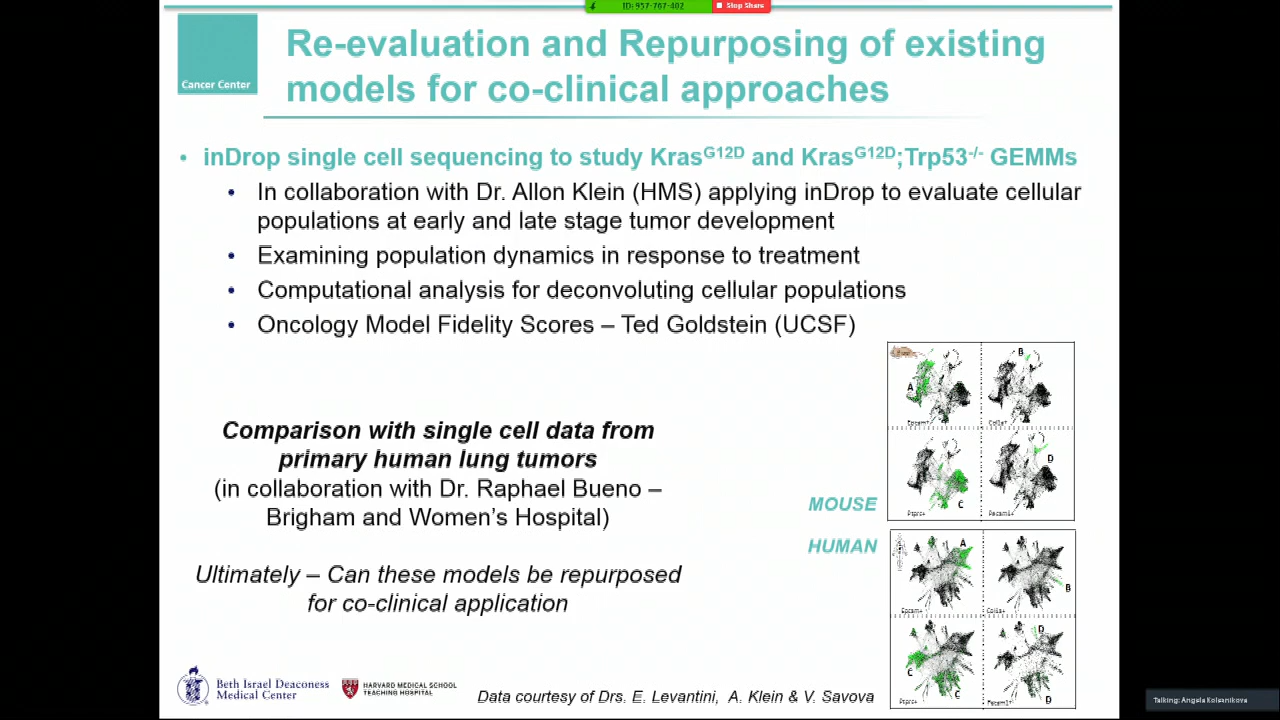 ID: 957-767-402
Stop Share
Cancer Center
Re-evaluation and Repurposing of existing
models for co-clinical approaches
• inDrop single cell sequencing to study KrasG12D and KrasG12D;Trp53-/- GEMMs
• In collaboration with Dr. Allon Klein (HMS) applying inDrop to evaluate cellular
populations at early and late stage tumor development
• Examining population dynamics in response to treatment
• Computational analysis for deconvoluting cellular populations
• Oncology Model Fidelity Scores – Ted Goldstein (UCSF)
Comparison with single cell data from
primary human lung tumors
(in collaboration with Dr. Raphael Bueno –
Brigham and Women's Hospital)
Ultimately – Can these models be repurposed
for co-clinical application
MOUSE
A
B
Epcam+
C
D
Ptprc+
HUMAN
A
B
Epcam+
C
C
D
D
Ptprc+
Beth Israel Deaconess
Medical Center
HARVARD MEDICAL SCHOOL
TEACHING HOSPITAL
Data courtesy of Drs. E. Levantini, A. Klein & V. Savova
Talking: Angela